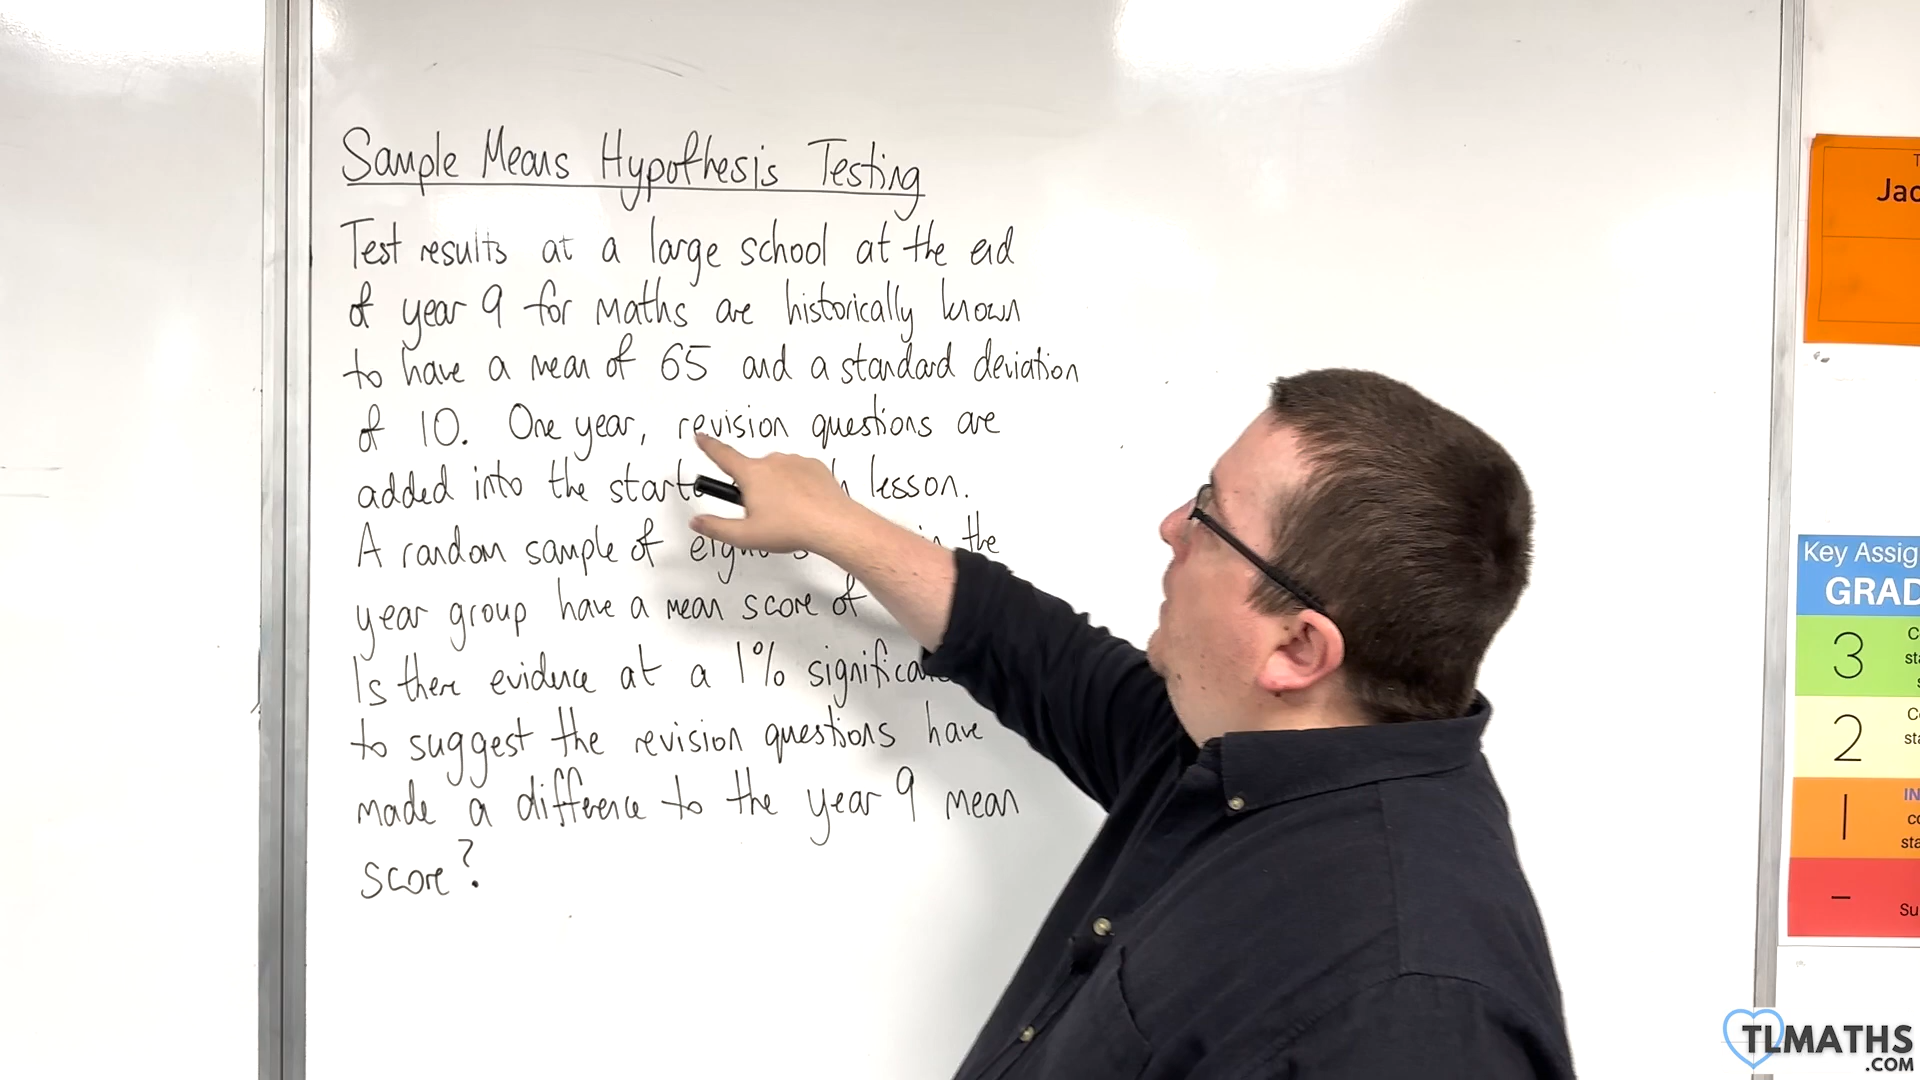 Sample Means Hypothesis Testing
Test results at a large school at the end
of year 9 for maths are historically known
to have a mean of 65 and a standard deviation
of 10. One year, revision questions are
added into the lesson.
A random sample of in the
year group have a mean score of
Is there evidence at a 1%
to suggest the revision questions have
made a difference to the year 9 mean
score?
Key
GRAD
3
2
1
-
TLMATHS
.COM